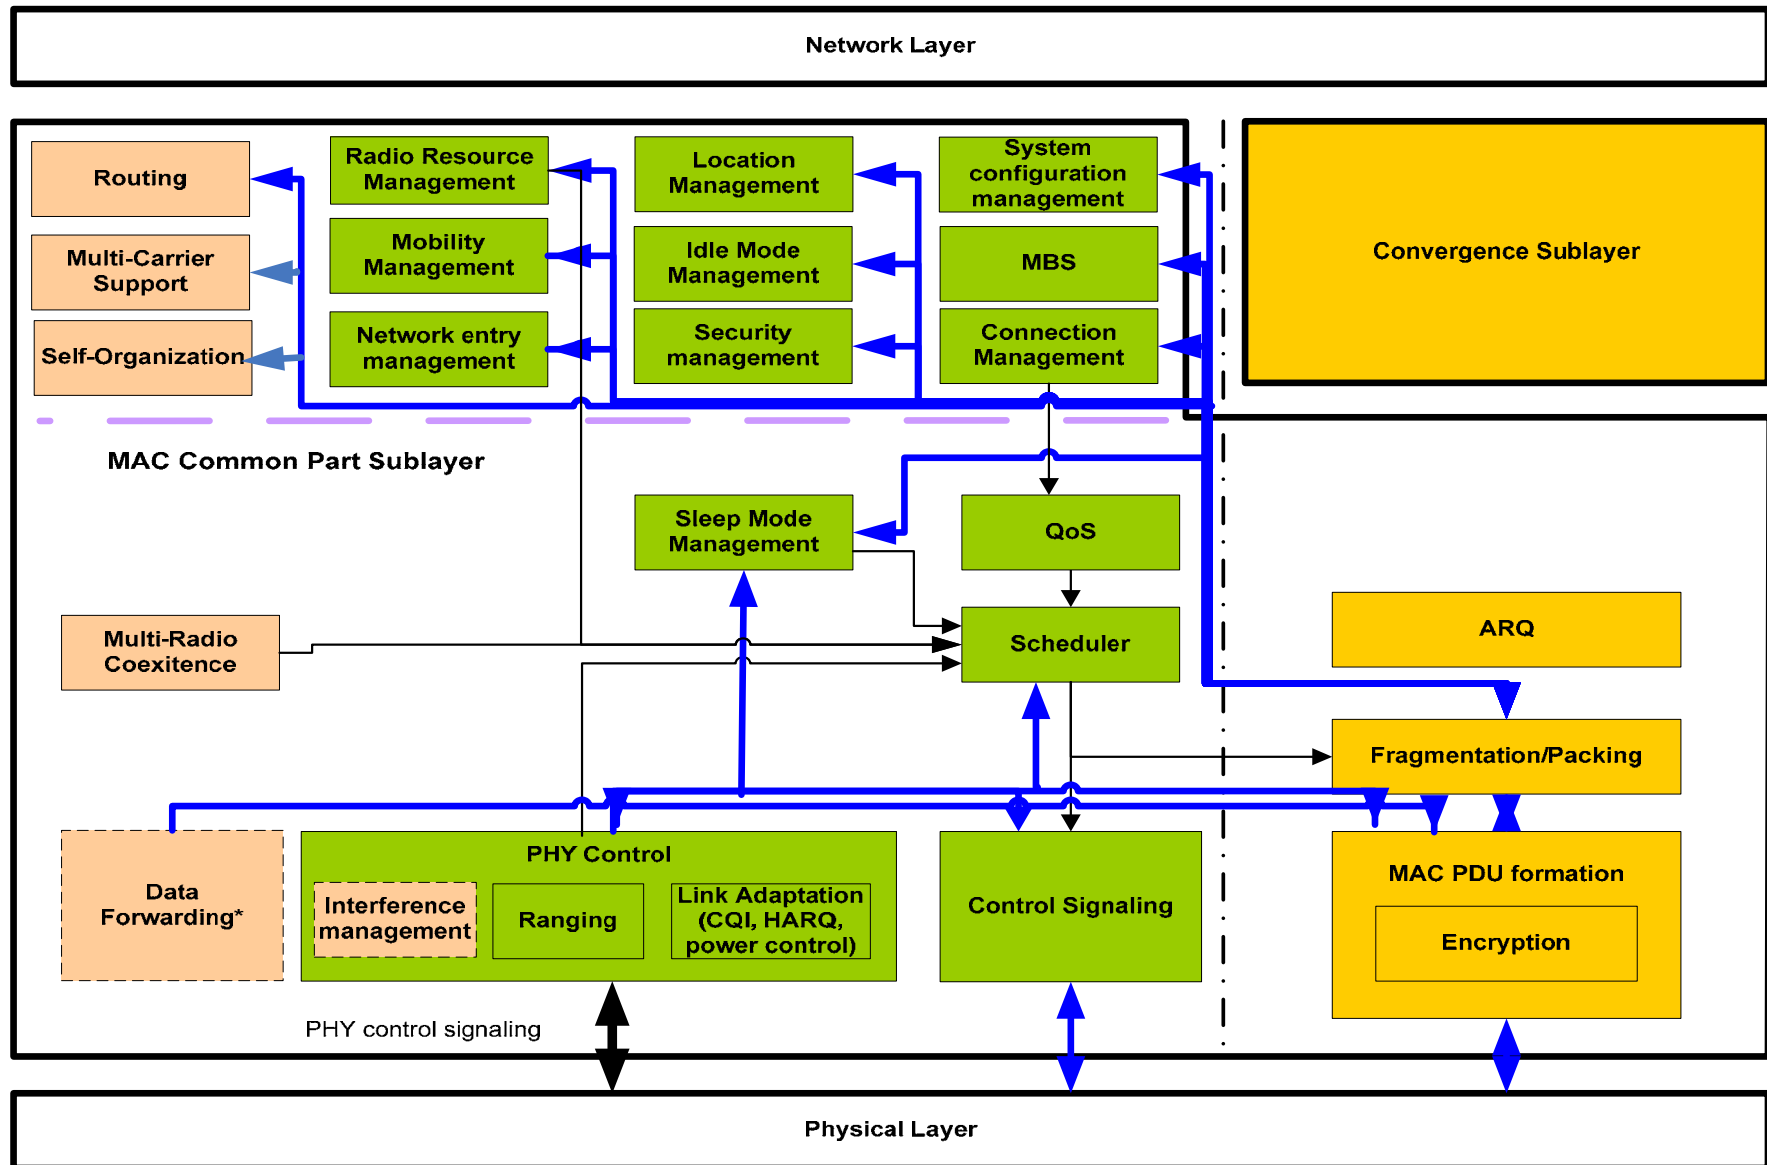 Network Layer
Routing
Radio Resource
Management
Location
Management
System
configuration
management
Convergence Sublayer
Multi-Carrier
Support
Mobility
Management
Idle Mode
Management
MBS
Self-Organization
Network entry
management
Security
management
Connection
Management
MAC Common Part Sublayer
Sleep Mode
Management
QoS
ARQ
Multi-Radio
Coexitence
Scheduler
Fragmentation/Packing
Data
Forwarding*
PHY Control
Interference
management
Ranging
Link Adaptation
(CQI, HARQ,
power control)
Control Signaling
MAC PDU formation
Encryption
PHY control signaling
Physical Layer